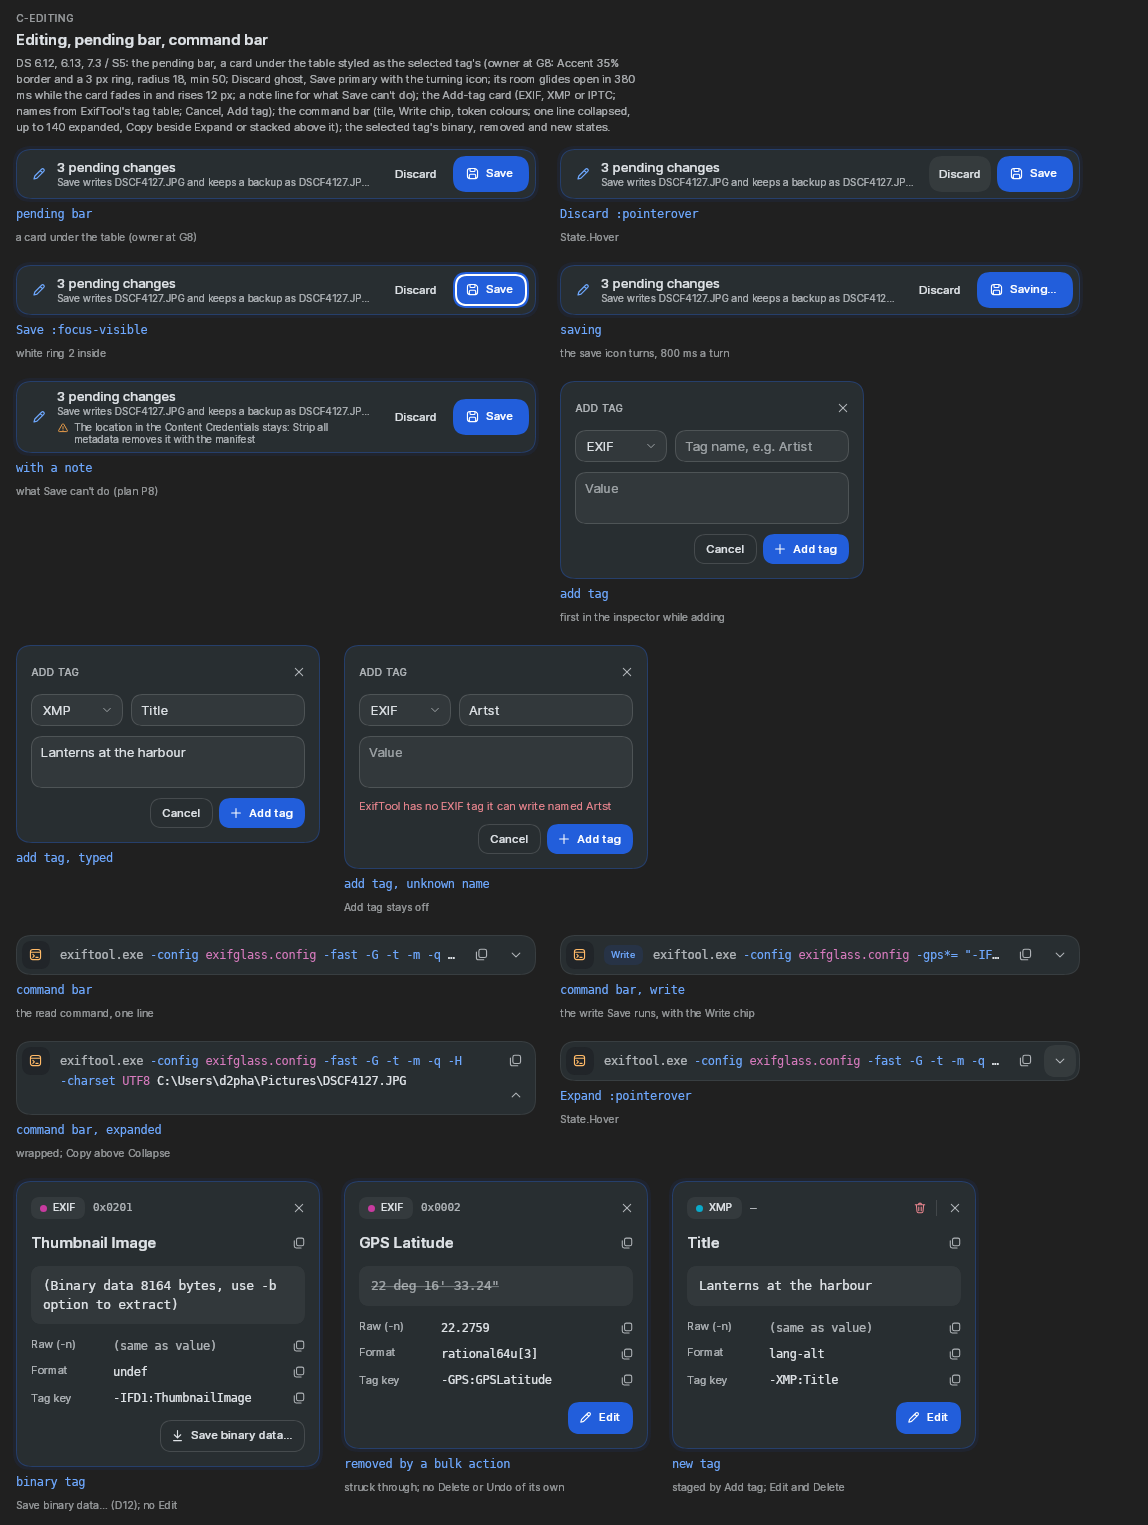 C-EDITING
Editing, pending bar, command bar
DS 6.12, 6.13, 7.3 / S5: the pending bar, a card under the table styled as the selected tag's (owner at G8: Accent 35%
border and a 3 px ring, radius 18, min 50; Discard ghost, Save primary with the turning icon; its room glides open in 380
ms while the card fades in and rises 12 px; a note line for what Save can't do); the Add-tag card (EXIF, XMP or IPTC;
names from ExifTool's tag table; Cancel, Add tag); the command bar (tile, Write chip, token colours; one line collapsed,
up to 140 expanded, Copy beside Expand or stacked above it); the selected tag's binary, removed and new states.
3 pending changes
Save writes DSCF4127.JPG and keeps a backup as DSCF4127.JP...
Discard
Save
pending bar
a card under the table (owner at G8)
3 pending changes
Save writes DSCF4127.JPG and keeps a backup as DSCF4127.JP...
Discard
Save
Discard :pointerover
State.Hover
3 pending changes
Save writes DSCF4127.JPG and keeps a backup as DSCF4127.JP...
Discard
Save
Save :focus-visible
white ring 2 inside
3 pending changes
Save writes DSCF4127.JPG and keeps a backup as DSCF412...
Discard
Saving...
saving
the save icon turns, 800 ms a turn
3 pending changes
Save writes DSCF4127.JPG and keeps a backup as DSCF4127.JP...
The location in the Content Credentials stays: Strip all
metadata removes it with the manifest
Discard
Save
with a note
what Save can't do (plan P8)
ADD TAG
EXIF
Tag name, e.g. Artist
Value
Cancel
Add tag
add tag
first in the inspector while adding
ADD TAG
XMP
Title
Lanterns at the harbour
Cancel
Add tag
add tag, typed
ADD TAG
EXIF
Artst
Value
ExifTool has no EXIF tag it can write named Artst
Cancel
Add tag
add tag, unknown name
Add tag stays off
exiftool.exe -config exifglass.config -fast -G -t -m -q …
command bar
the read command, one line
Write
exiftool.exe -config exifglass.config -gps*= "-IF…
command bar, write
the write Save runs, with the Write chip
exiftool.exe -config exifglass.config -fast -G -t -m -q -H
-charset UTF8 C:\Users\d2pha\Pictures\DSCF4127.JPG
command bar, expanded
wrapped; Copy above Collapse
exiftool.exe -config exifglass.config -fast -G -t -m -q …
Expand :pointerover
State.Hover
EXIF
0x0201
Thumbnail Image
(Binary data 8164 bytes, use -b
option to extract)
Raw (-n)
(same as value)
Format
undef
Tag key
-IFD1:ThumbnailImage
Save binary data...
binary tag
Save binary data... (D12); no Edit
EXIF
0x0002
GPS Latitude
22 deg 16' 33.24"
Raw (-n)
22.2759
Format
rational64u[3]
Tag key
-GPS:GPSLatitude
Edit
removed by a bulk action
struck through; no Delete or Undo of its own
XMP
—
Title
Lanterns at the harbour
Raw (-n)
(same as value)
Format
lang-alt
Tag key
-XMP:Title
Edit
new tag
staged by Add tag; Edit and Delete